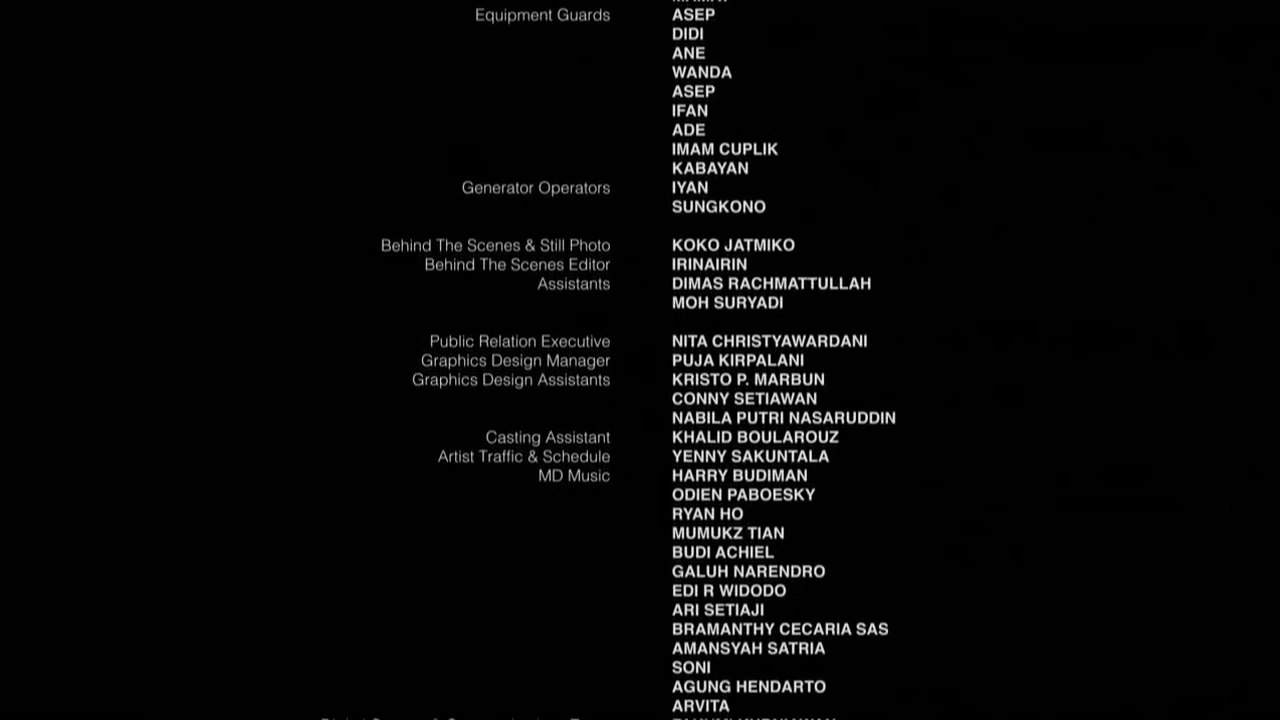 Equipment Guards ASEP
DIDI
ANE
WANDA
ASEP
IFAN
ADE
IMAM CUPLIK
KABAYAN
Generator Operators IYAN
SUNGKONO
Behind The Scenes & Still Photo KOKO JATMIKO
Behind The Scenes Editor IRINAIRIN
Assistants DIMAS RACHMATTULLAH
MOH SURYADI
Public Relation Executive NITA CHRISTYAWARDANI
Graphics Design Manager PUJA KIRPALANI
Graphics Design Assistants KRISTO P. MARBUN
CONNY SETIAWAN
NABILA PUTRI NASARUDDIN
Casting Assistant KHALID BOULAROUZ
Artist Traffic & Schedule YENNY SAKUNTALA
MD Music HARRY BUDIMAN
ODIEN PABOESKY
RYAN HO
MUMUKZ TIAN
BUDI ACHIEL
GALUH NARENDRO
EDI R WIDODO
ARI SETIAJI
BRAMANTHY CECARIA SAS
AMANSYAH SATRIA
SONI
AGUNG HENDARTO
ARVITA